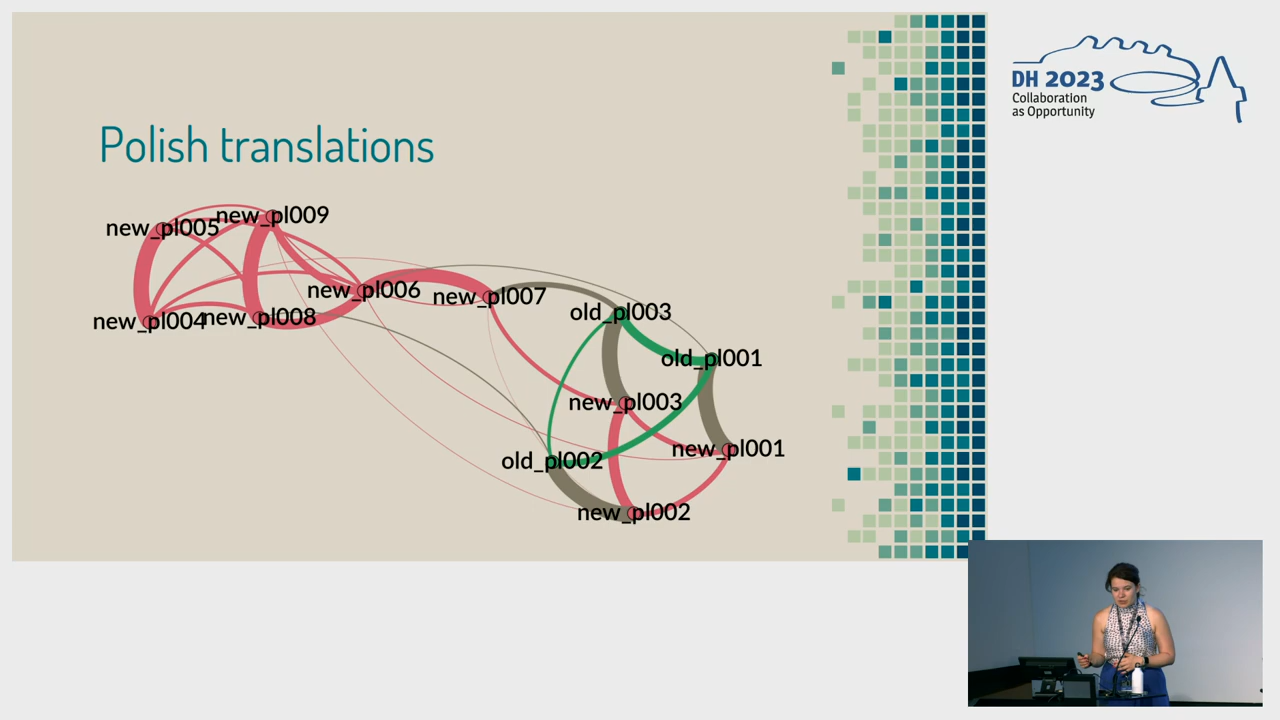 Polish translations
new_pl009
new_pl005
new_pl006
new_pl007
new_pl004
new_pl008
old_pl003
old_pl001
new_pl003
new_pl001
old_pl002
new_pl002
DH 2023
Collaboration
as Opportunity